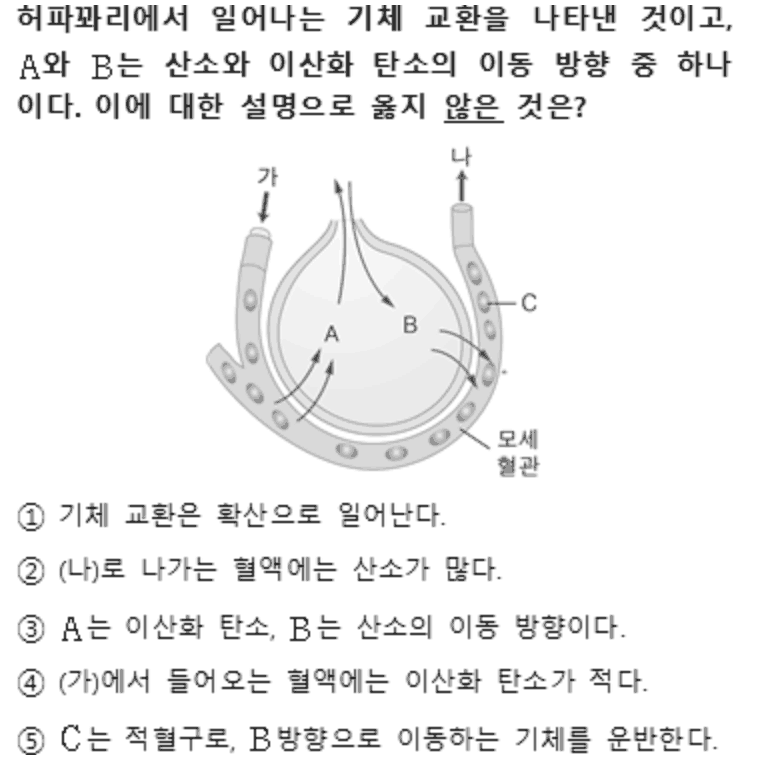 허파꽈리에서 일어나는 기체 교환을 나타낸 것이고,
A와 B는 산소와 이산화 탄소의 이동 방향 중 하나
이다. 이에 대한 설명으로 옳지 않은 것은?
가
나
A
B
C
모세
혈관
① 기체 교환은 확산으로 일어난다.
② (나)로 나가는 혈액에는 산소가 많다.
③ A는 이산화 탄소, B는 산소의 이동 방향이다.
④ (가)에서 들어오는 혈액에는 이산화 탄소가 적다.
⑤ C는 적혈구로, B방향으로 이동하는 기체를 운반한다.